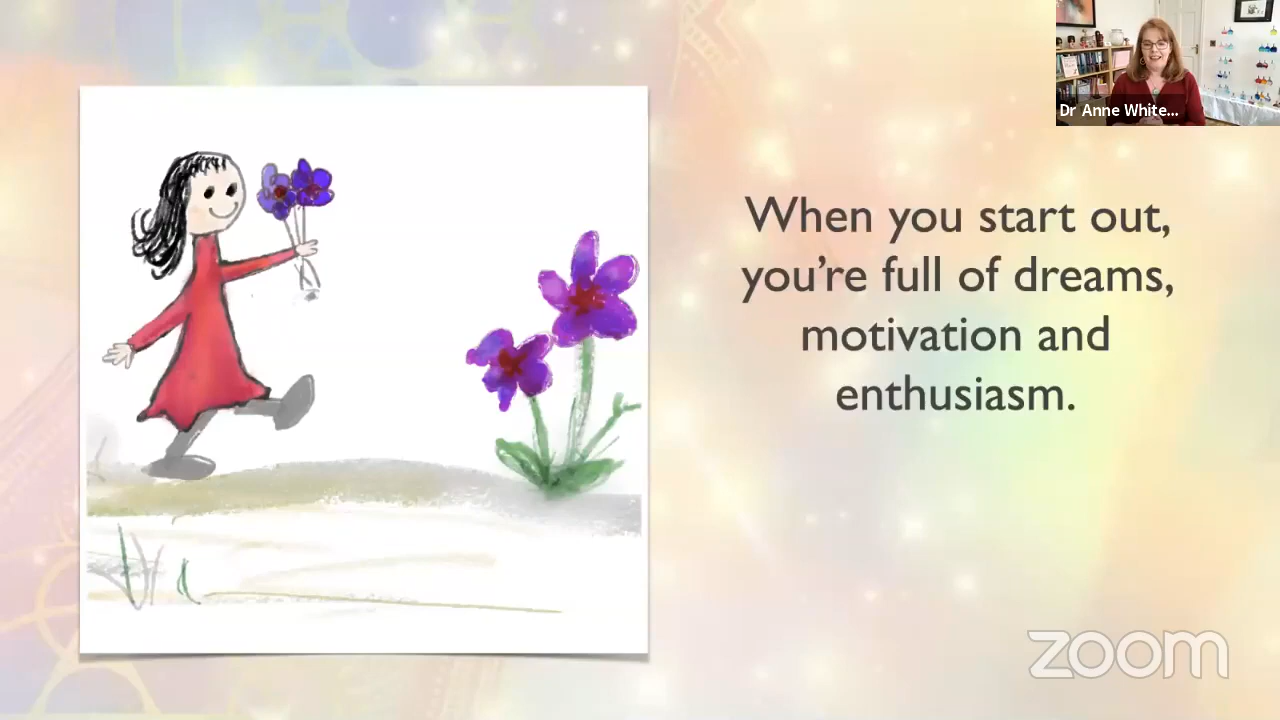 Dr Anne White...
When you start out,
you're full of dreams,
motivation and
enthusiasm.
zoom